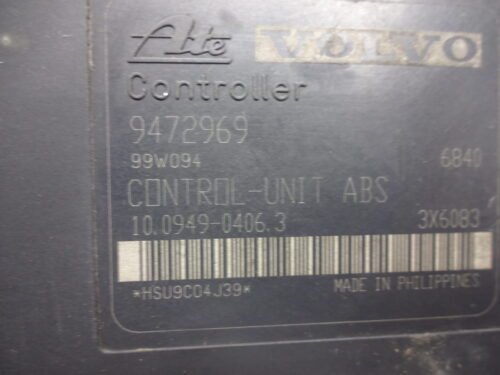 Ate VOLVO
Controller
9472969
99W094 6840
CONTROL-UNIT ABS
10.0949-0406.3 3X6083
*HSU9C04J39*
MADE IN PHILIPPINES